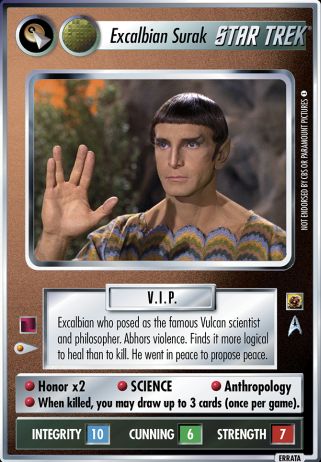 Excalbian Surak STAR TREK
NOT ENDORSED BY CBS OR PARAMOUNT PICTURES
V.I.P.
Excalbian who posed as the famous Vulcan scientist
and philosopher. Abhors violence. Finds it more logical
to heal than to kill. He went in peace to propose peace.
Honor x2 SCIENCE Anthropology
When killed, you may draw up to 3 cards (once per game).
INTEGRITY 10 CUNNING 6 STRENGTH 7
ERRATA